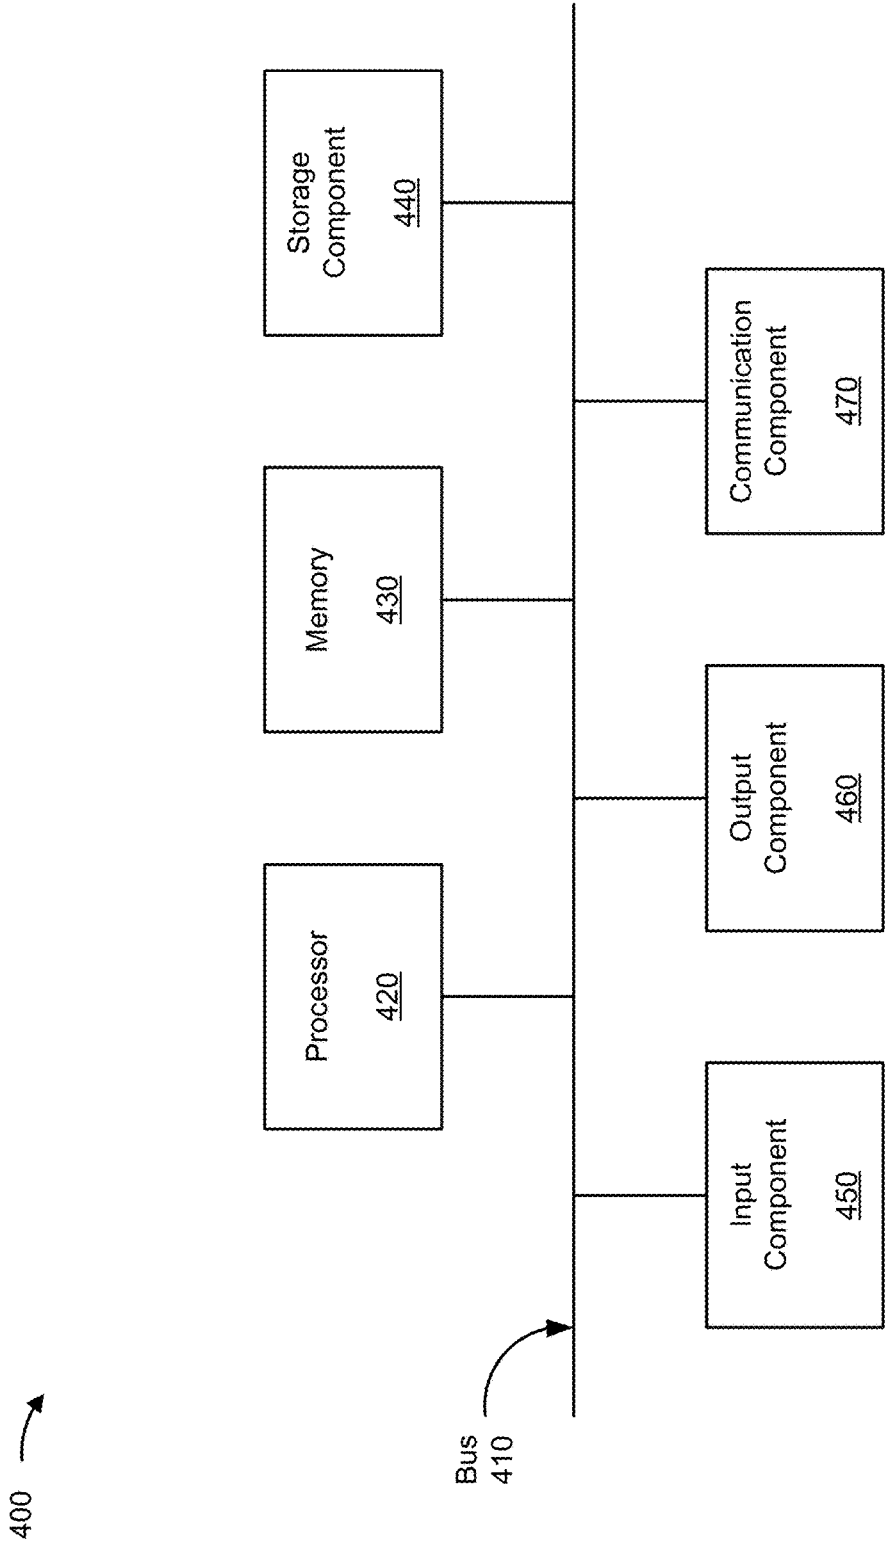 400
Processor
420
Memory
430
Storage
Component
440
Bus
410
Input
Component
450
Output
Component
460
Communication
Component
470